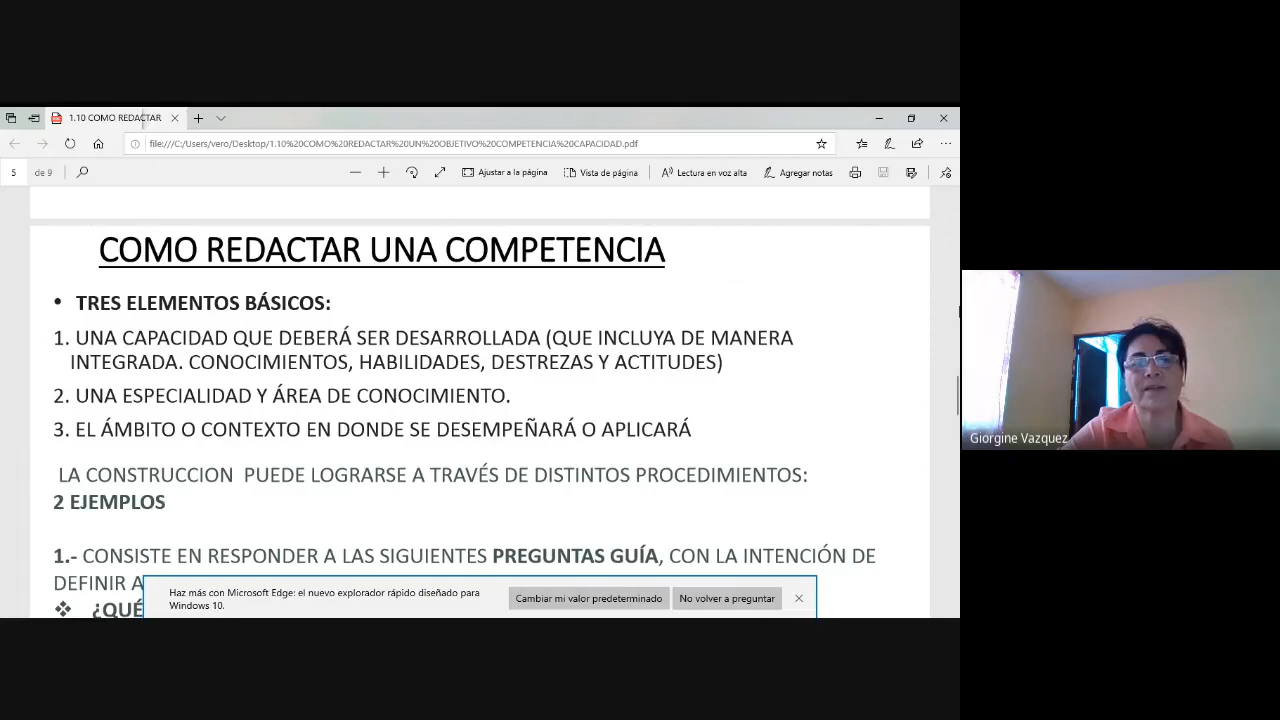 1.10 COMO REDACTAR
file:///C:/Users/vero/Desktop/1.10%20COMO%20REDACTAR%20UN%20OBJETIVO%20COMPETENCIA%20CAPACIDAD.pdf
5 de 9
Ajustar a la página
Vista de página
Lectura en voz alta
Agregar notas
COMO REDACTAR UNA COMPETENCIA
• TRES ELEMENTOS BÁSICOS:
1. UNA CAPACIDAD QUE DEBERÁ SER DESARROLLADA (QUE INCLUYA DE MANERA
INTEGRADA. CONOCIMIENTOS, HABILIDADES, DESTREZAS Y ACTITUDES)
2. UNA ESPECIALIDAD Y ÁREA DE CONOCIMIENTO.
3. EL ÁMBITO O CONTEXTO EN DONDE SE DESEMPEÑARÁ O APLICARÁ
LA CONSTRUCCION PUEDE LOGRARSE A TRAVÉS DE DISTINTOS PROCEDIMIENTOS:
2 EJEMPLOS
1.- CONSISTE EN RESPONDER A LAS SIGUIENTES PREGUNTAS GUÍA, CON LA INTENCIÓN DE
DEFINIR A
❖ ¿QUÉ
Haz más con Microsoft Edge: el nuevo explorador rápido diseñado para
Windows 10.
Cambiar mi valor predeterminado
No volver a preguntar
Giorgine Vazquez